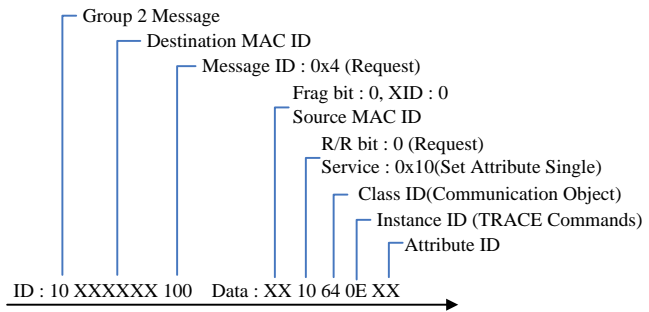 Group 2 Message
Destination MAC ID
Message ID : 0x4 (Request)
Frag bit : 0, XID : 0
Source MAC ID
R/R bit : 0 (Request)
Service : 0x10(Set Attribute Single)
Class ID(Communication Object)
Instance ID (TRACE Commands)
Attribute ID
ID : 10 XXXXXX 100 Data : XX 10 64 0E XX